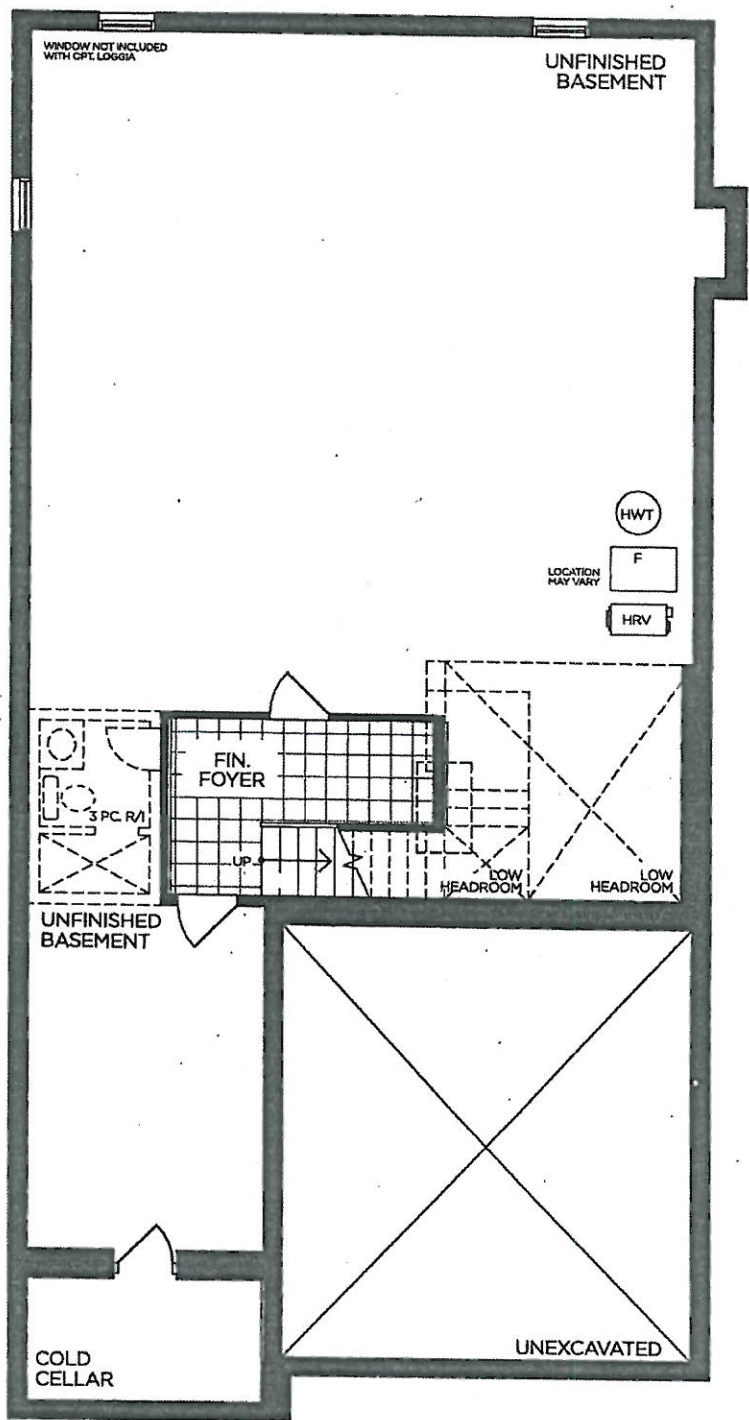 WINDOW NOT INCLUDED
WITH OPT. LOGGIA
UNFINISHED
BASEMENT
HWT
F
LOCATION
MAY VARY
HRV
FIN.
FOYER
3 PC. R/I
UP
LOW
HEADROOM
LOW
HEADROOM
UNFINISHED
BASEMENT
UNEXCAVATED
COLD
CELLAR